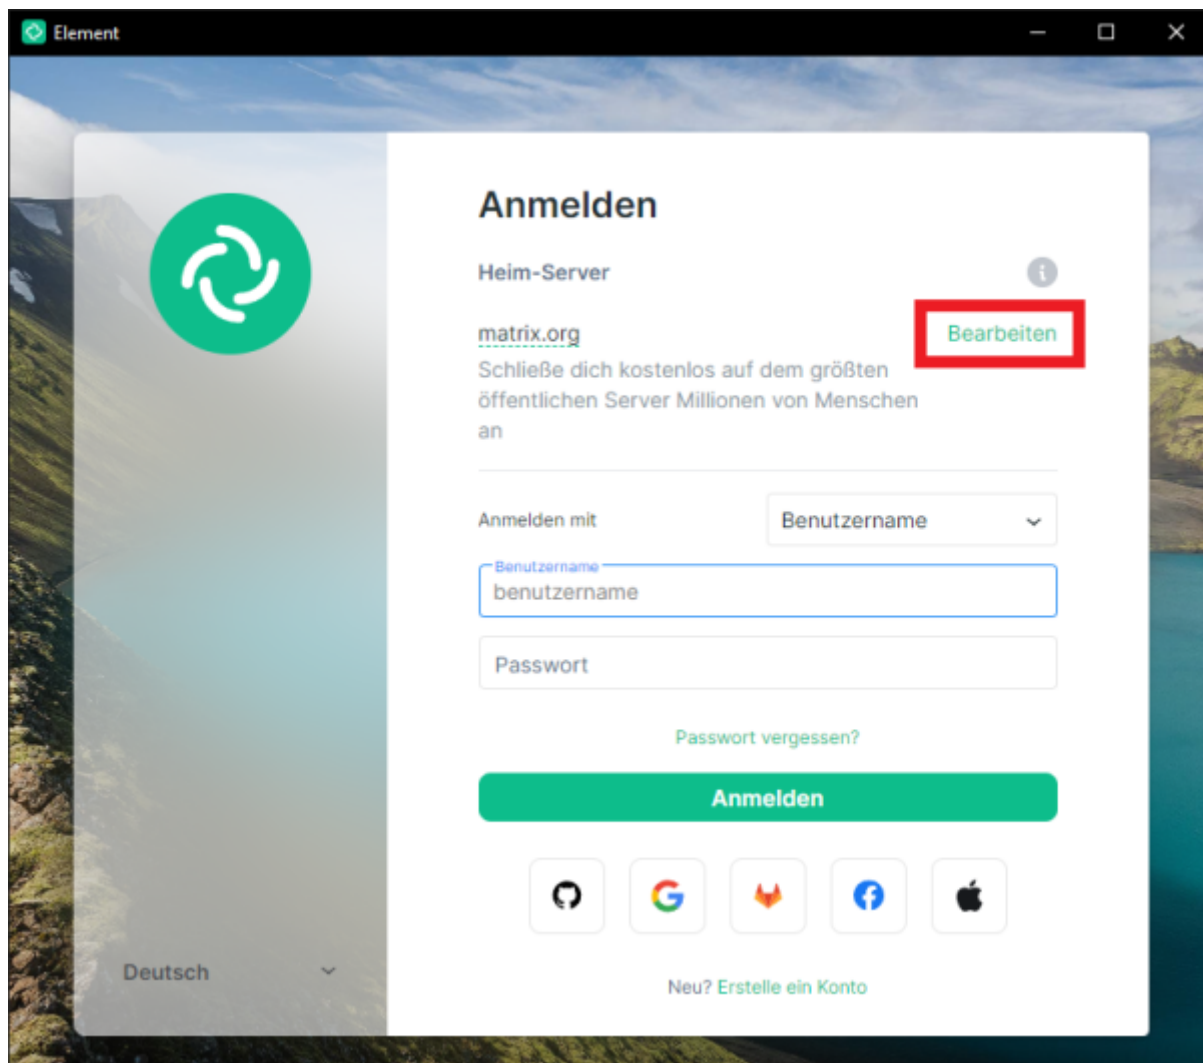 Element
Anmelden
Heim-Server
matrix.org
Bearbeiten
Schließe dich kostenlos auf dem größten
öffentlichen Server Millionen von Menschen
an
Anmelden mit
Benutzername
Benutzername
benutzername
Passwort
Passwort vergessen?
Anmelden
Deutsch
Neu? Erstelle ein Konto